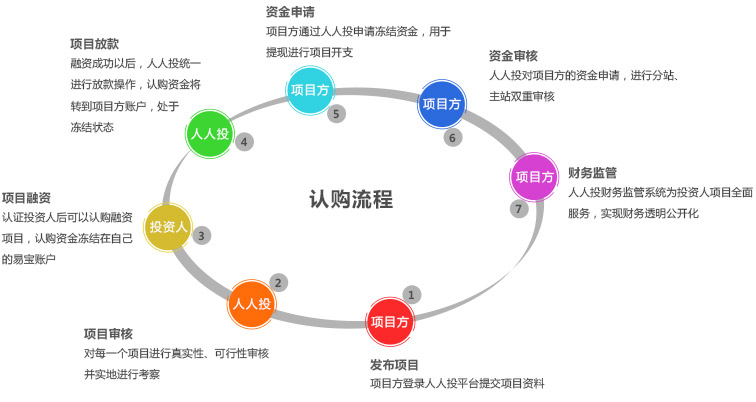 认购流程
项目方
1
发布项目
项目方登录人人投平台提交项目资料
人人投
2
项目审核
对每一个项目进行真实性、可行性审核
并实地进行考察
投资人
3
项目融资
认证投资人后可以认购融资
项目，认购资金冻结在自己
的易宝账户
人人投
4
项目放款
融资成功以后，人人投统一
进行放款操作，认购资金将
转到项目方账户，处于
冻结状态
项目方
5
资金申请
项目方通过人人投申请冻结资金，用于
提现进行项目开支
项目方
6
资金审核
人人投对项目方的资金申请，进行分站、
主站双重审核
项目方
7
财务监管
人人投财务监管系统为投资人项目全面
服务，实现财务透明公开化